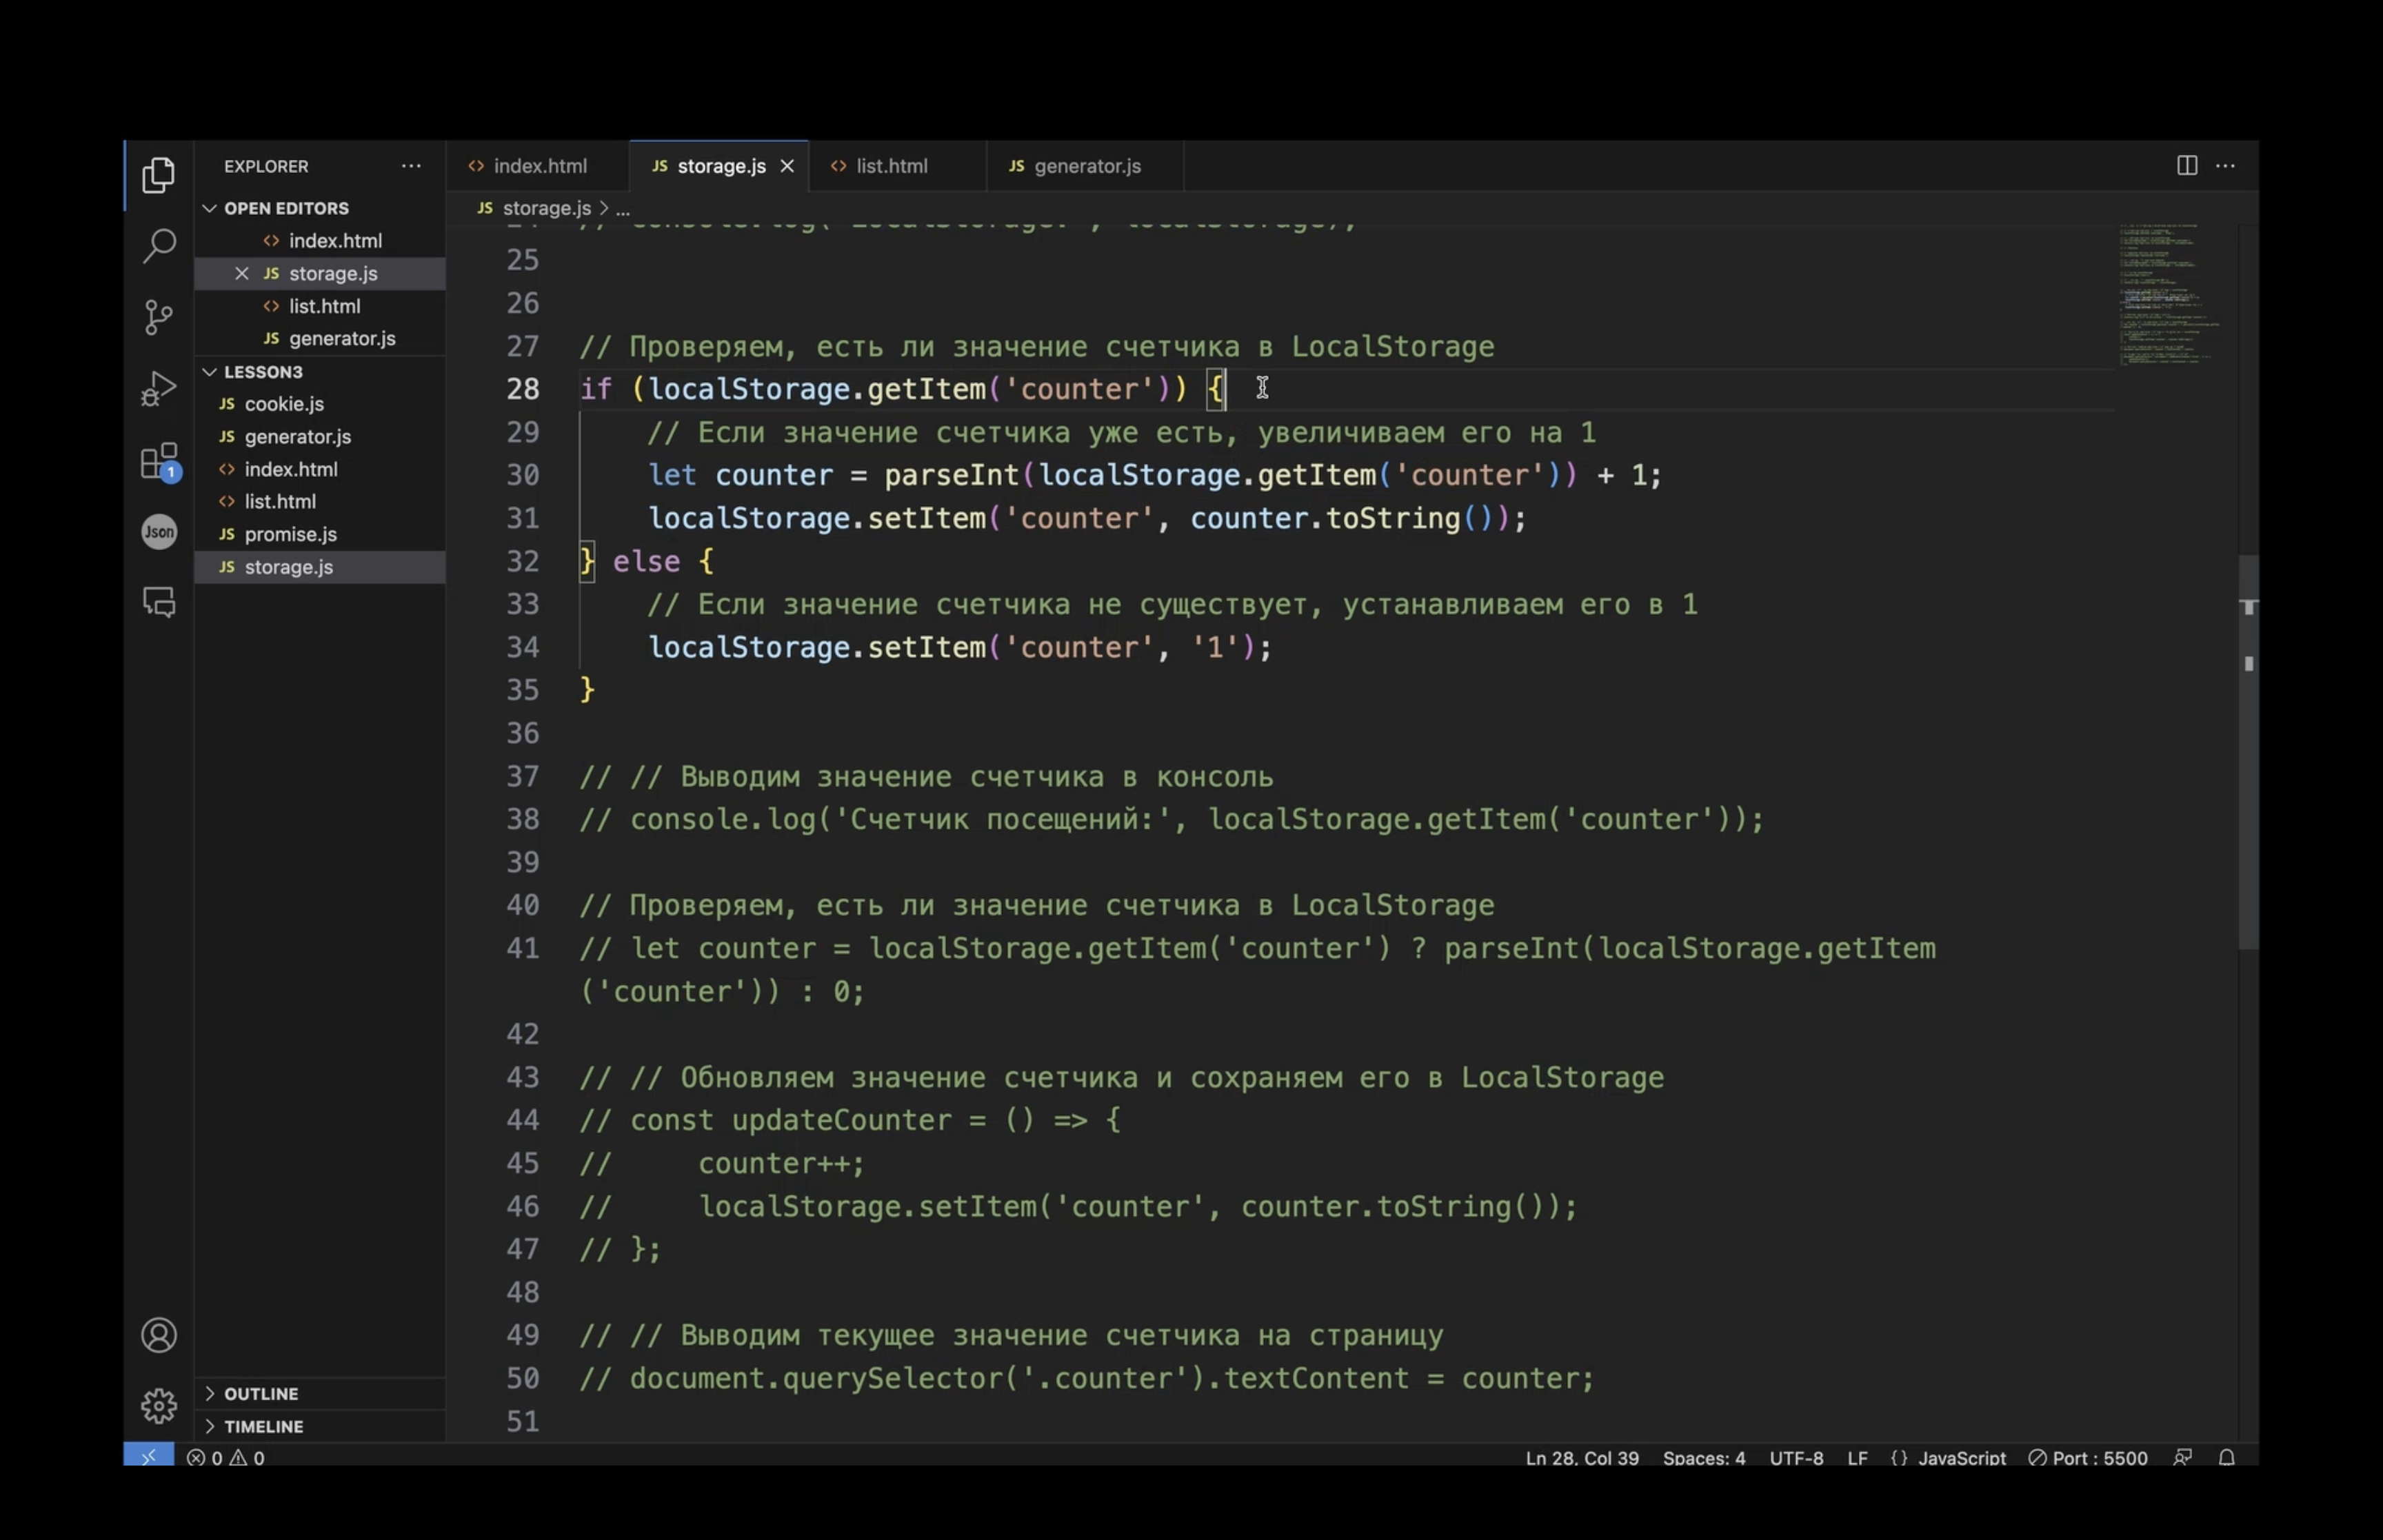 EXPLORER
OPEN EDITORS
index.html
storage.js
list.html
generator.js
LESSON3
cookie.js
generator.js
index.html
list.html
promise.js
storage.js
OUTLINE
TIMELINE
1
Json
index.html
JS storage.js
list.html
JS generator.js
JS storage.js > ...
25
26
27 // Проверяем, есть ли значение счетчика в LocalStorage
28 if (localStorage.getItem('counter')) {
29 // Если значение счетчика уже есть, увеличиваем его на 1
30 let counter = parseInt(localStorage.getItem('counter')) + 1;
31 localStorage.setItem('counter', counter.toString());
32 } else {
33 // Если значение счетчика не существует, устанавливаем его в 1
34 localStorage.setItem('counter', '1');
35 }
36
37 // // Выводим значение счетчика в консоль
38 // console.log('Счетчик посещений:', localStorage.getItem('counter'));
39
40 // Проверяем, есть ли значение счетчика в LocalStorage
41 // let counter = localStorage.getItem('counter') ? parseInt(localStorage.getItem
('counter')) : 0;
42
43 // // Обновляем значение счетчика и сохраняем его в LocalStorage
44 // const updateCounter = () => {
45 // counter++;
46 // localStorage.setItem('counter', counter.toString());
47 // };
48
49 // // Выводим текущее значение счетчика на страницу
50 // document.querySelector('.counter').textContent = counter;
51
0 0
Ln 28, Col 39 Spaces: 4 UTF-8 LF {} JavaScript Port : 5500